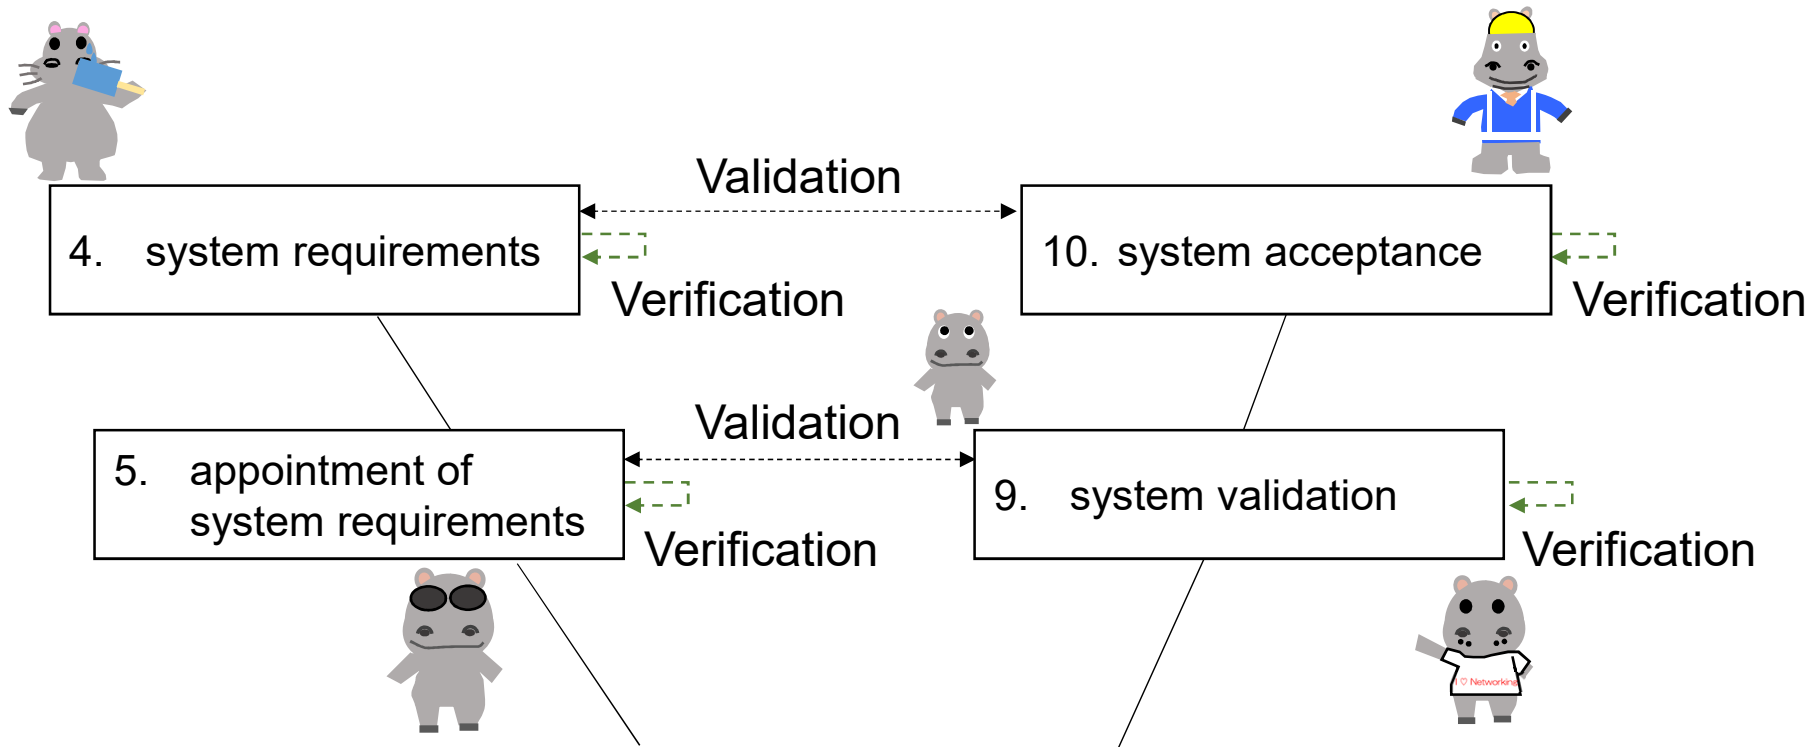 Validation
4. system requirements
10. system acceptance
Verification
Verification
Validation
5. appointment of
system requirements
9. system validation
Verification
Verification
I ♡ Networking